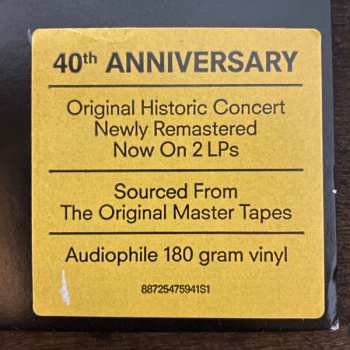 40th ANNIVERSARY
Original Historic Concert
Newly Remastered
Now On 2 LPs
Sourced From
The Original Master Tapes
Audiophile 180 gram vinyl
88725475941S1